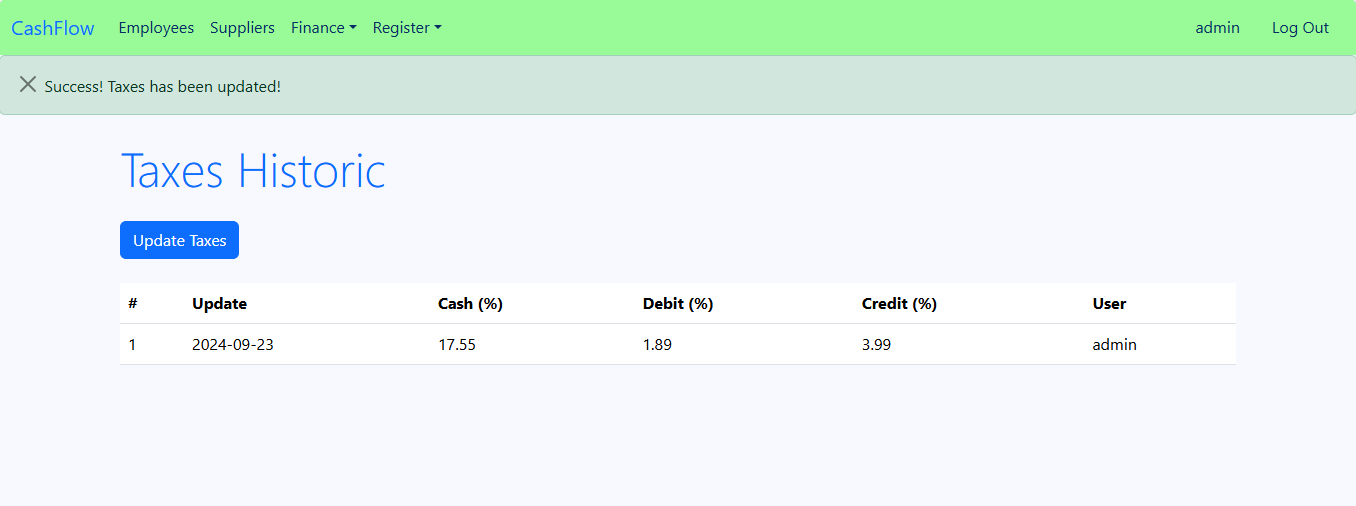 CashFlow Employees Suppliers Finance Register admin Log Out
Success! Taxes has been updated!
Taxes Historic
Update Taxes
# Update Cash (%) Debit (%) Credit (%) User
1 2024-09-23 17.55 1.89 3.99 admin